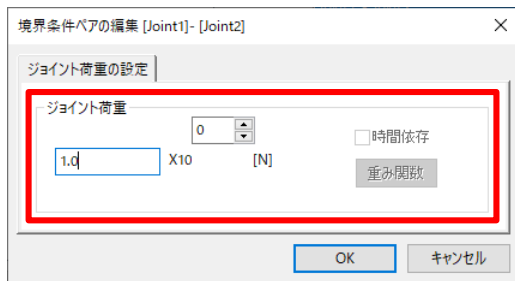 境界条件ペアの編集 [Joint1]- [Joint2]
ジョイント荷重の設定
ジョイント荷重
0
時間依存
1.0
X10
[N]
重み関数
OK
キャンセル